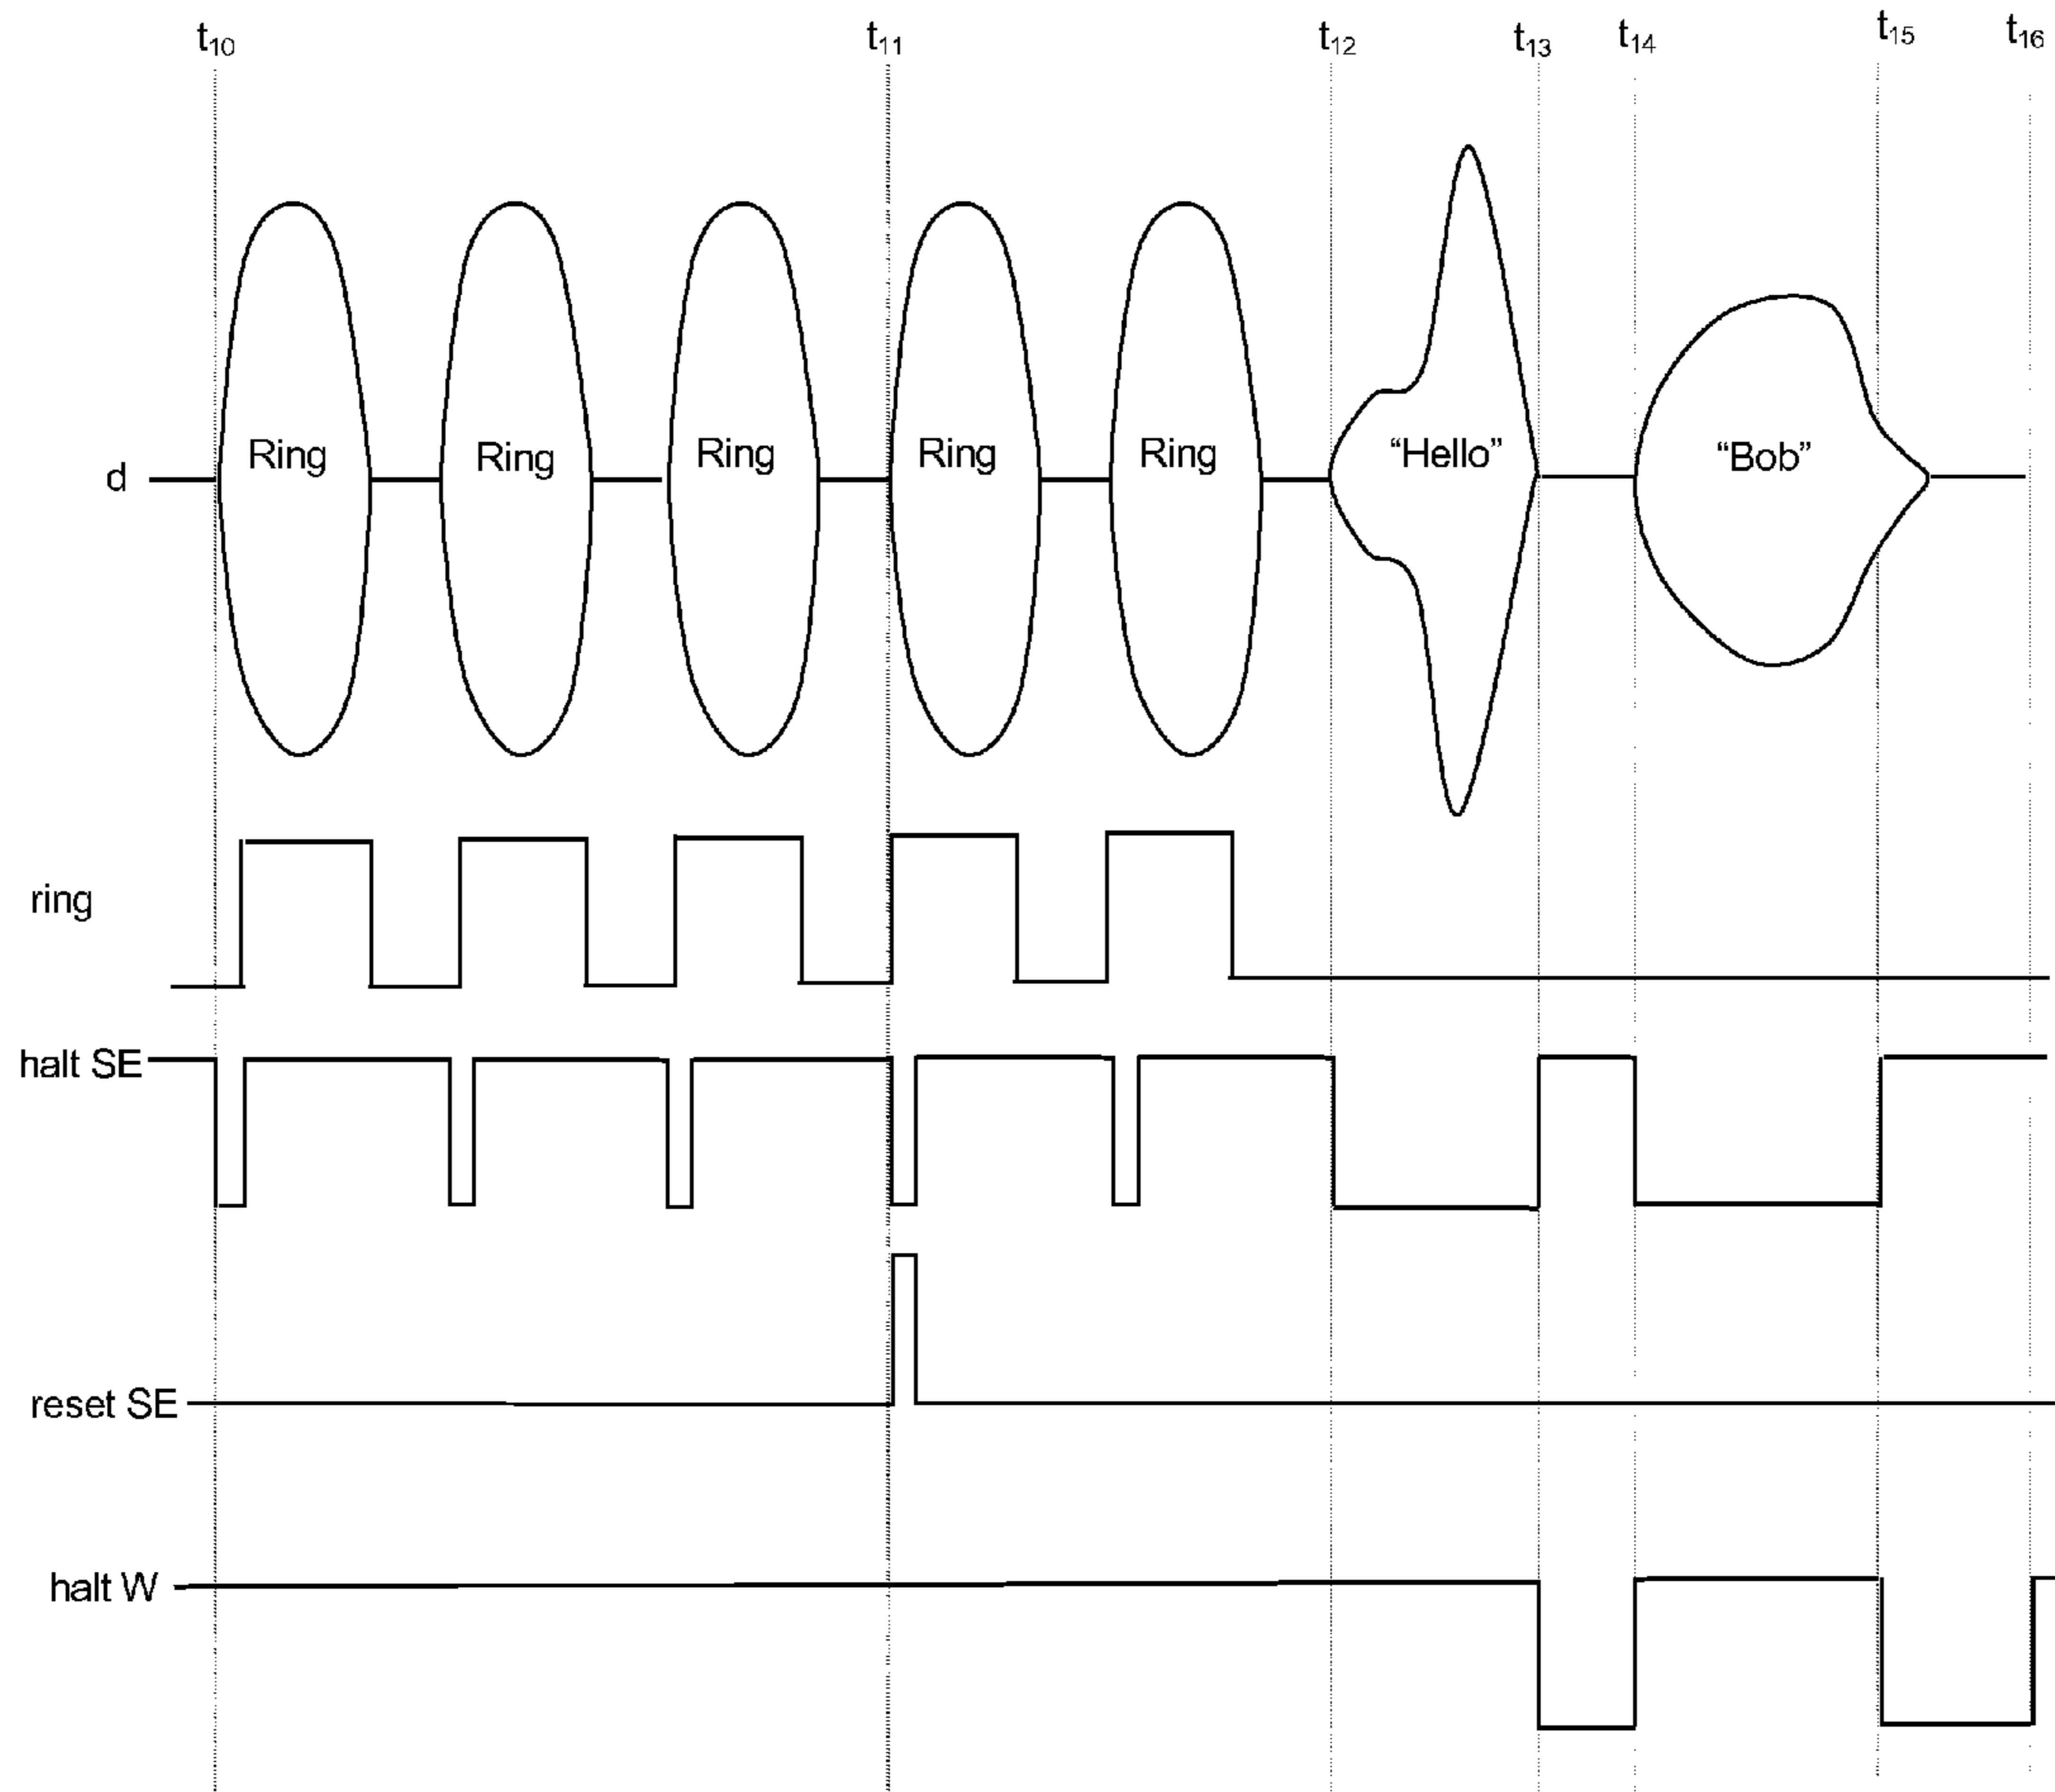 t10 t11 t12 t13 t14 t15 t16
d Ring Ring Ring Ring Ring “Hello” “Bob”
ring
halt SE
reset SE
halt W